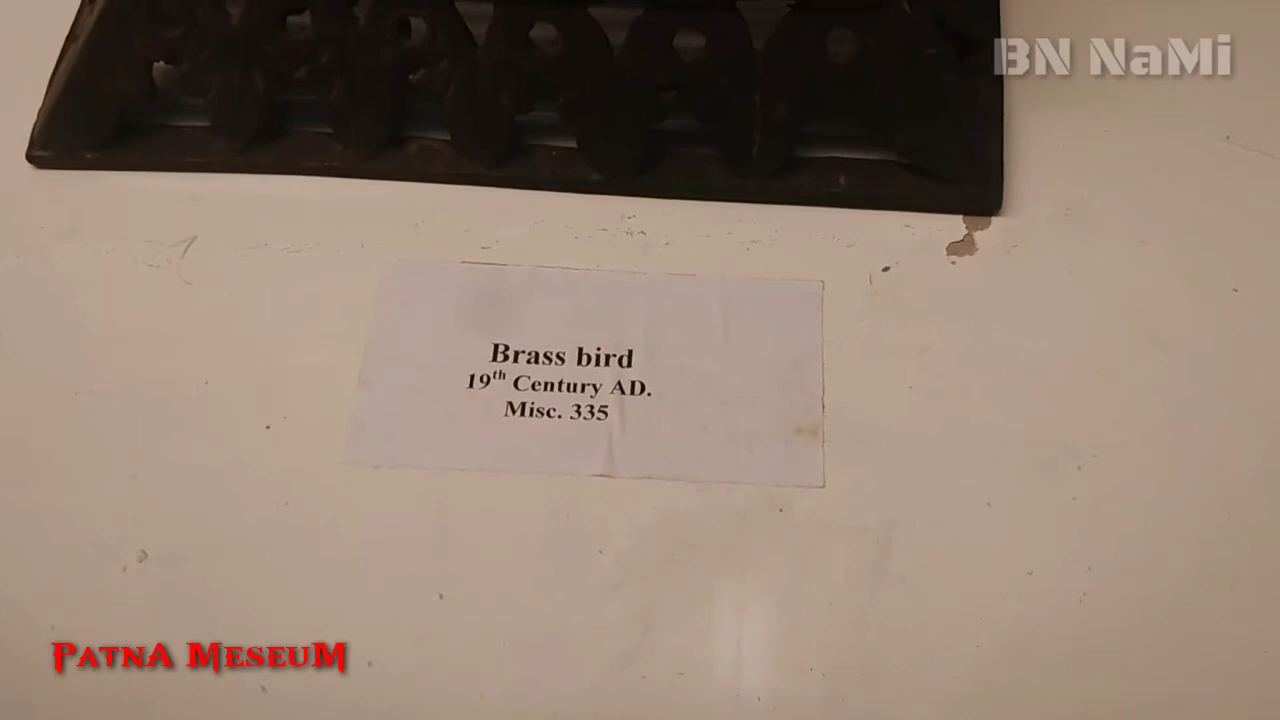 BN NaMi
Brass bird
19th Century AD.
Misc. 335
PATNA MESEUM